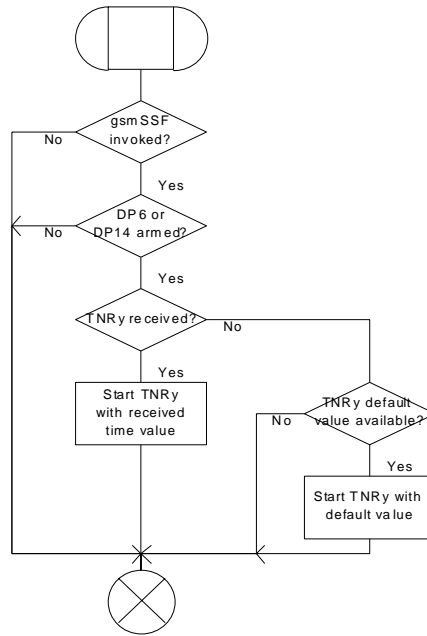 gsmSSF
invoked?
No
Yes
DP6 or
DP14 armed?
No
Yes
TNRy received?
No
Yes
Start TNRy
with received
time value
TNRy default
value available?
No
Yes
Start TNRy with
default value